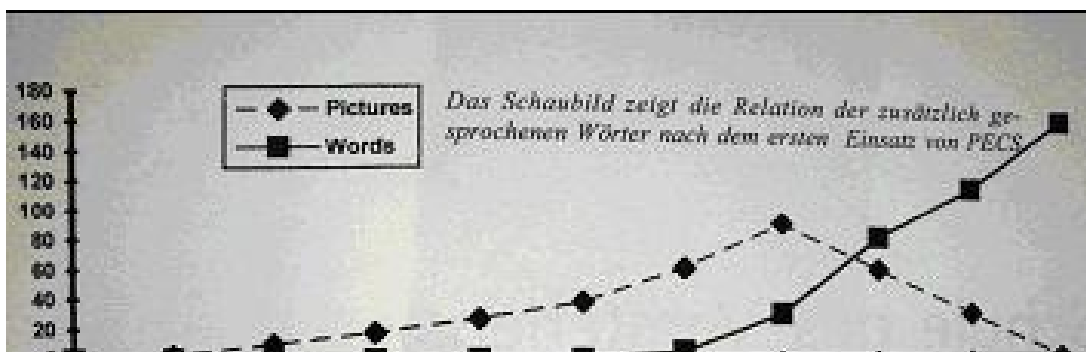 180
160
140
120
100
80
60
40
20
Pictures
Words
Das Schaubild zeigt die Relation der zusätzlich ge-
sprochenen Wörter nach dem ersten Einsatz von PECS